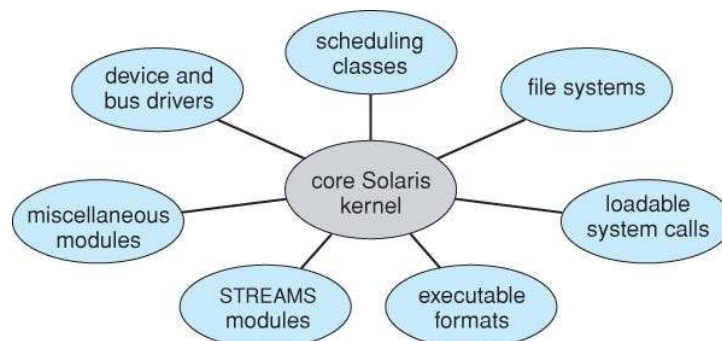 scheduling
classes
device and
bus drivers
file systems
core Solaris
kernel
miscellaneous
modules
loadable
system calls
STREAMS
modules
executable
formats